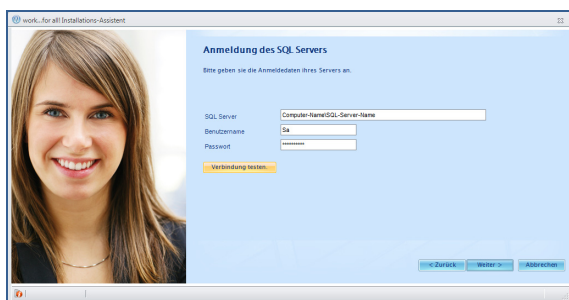 work...for all! Installations-Assistent
Anmeldung des SQL Servers
Bitte geben sie die Anmeldedaten ihres Servers an.
SQL Server Computer-Name\SQL-Server-Name
Benutzername Sa
Passwort **********
Verbindung testen.
< Zurück Weiter > Abbrechen